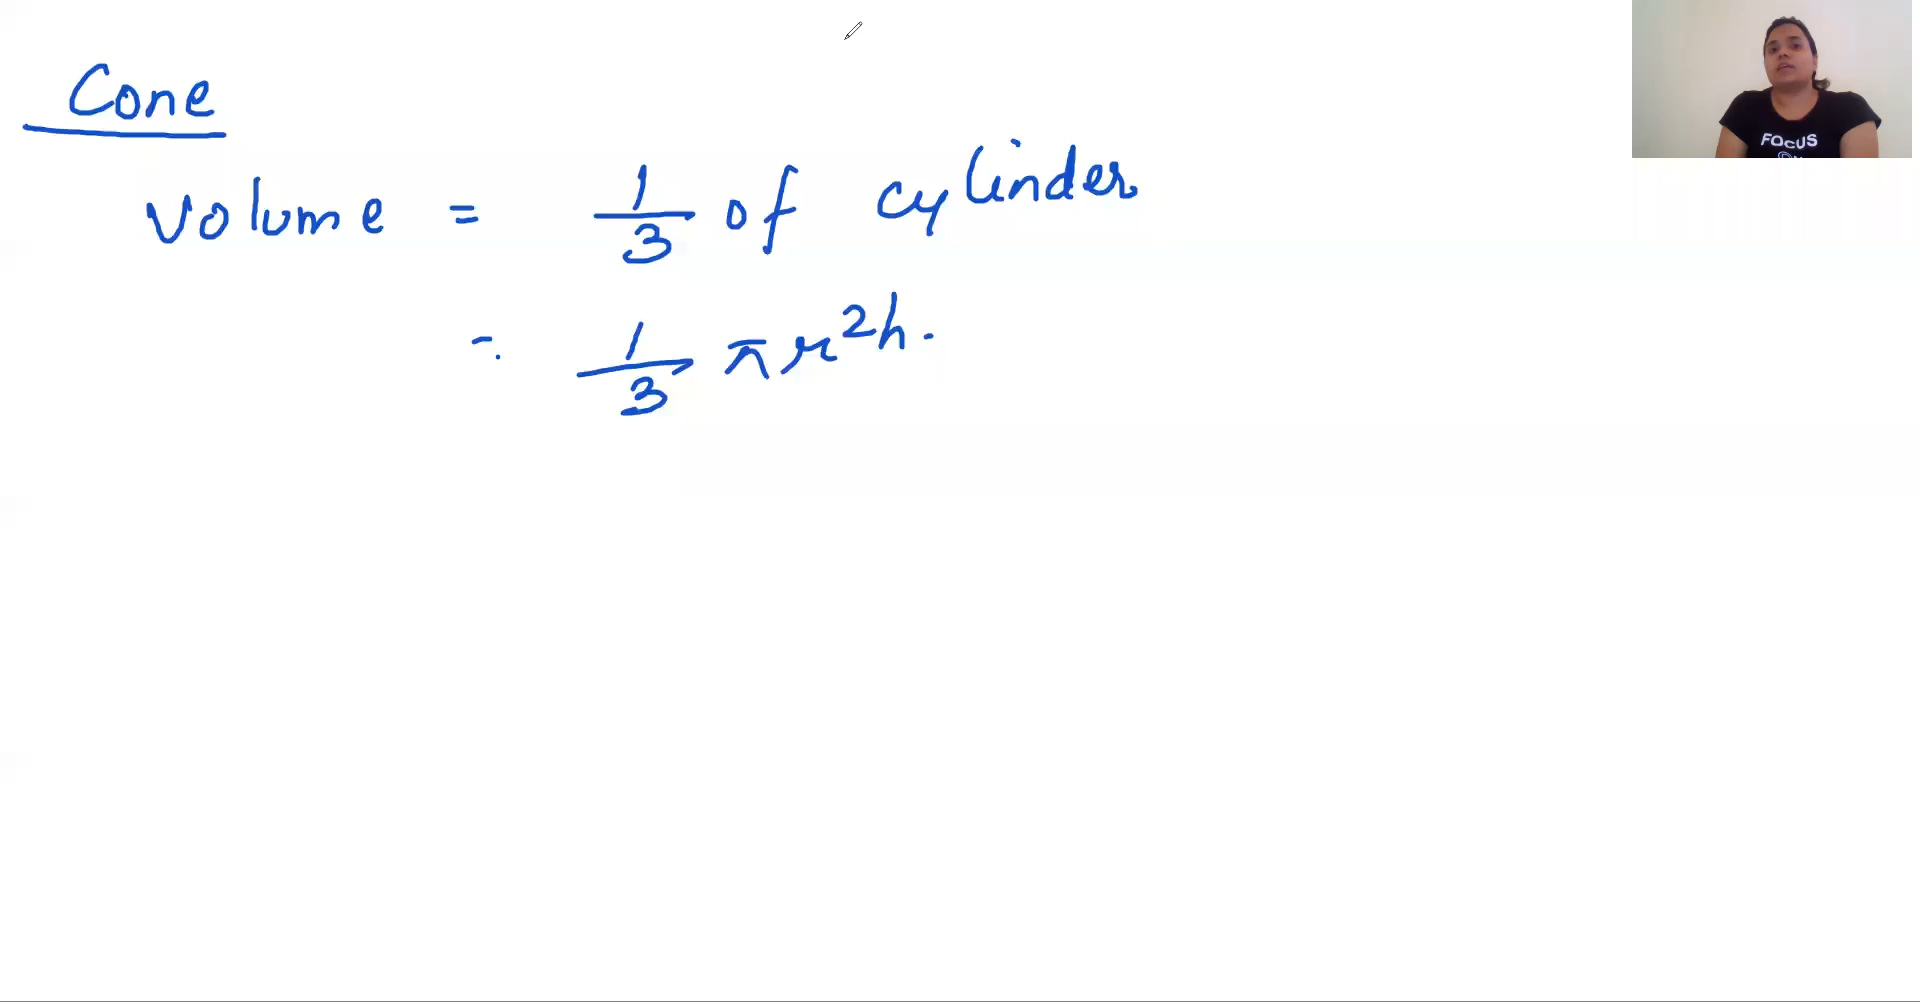 Cone
volume = 1/3 of cylinder
= 1/3 πr²h.
FOCUS